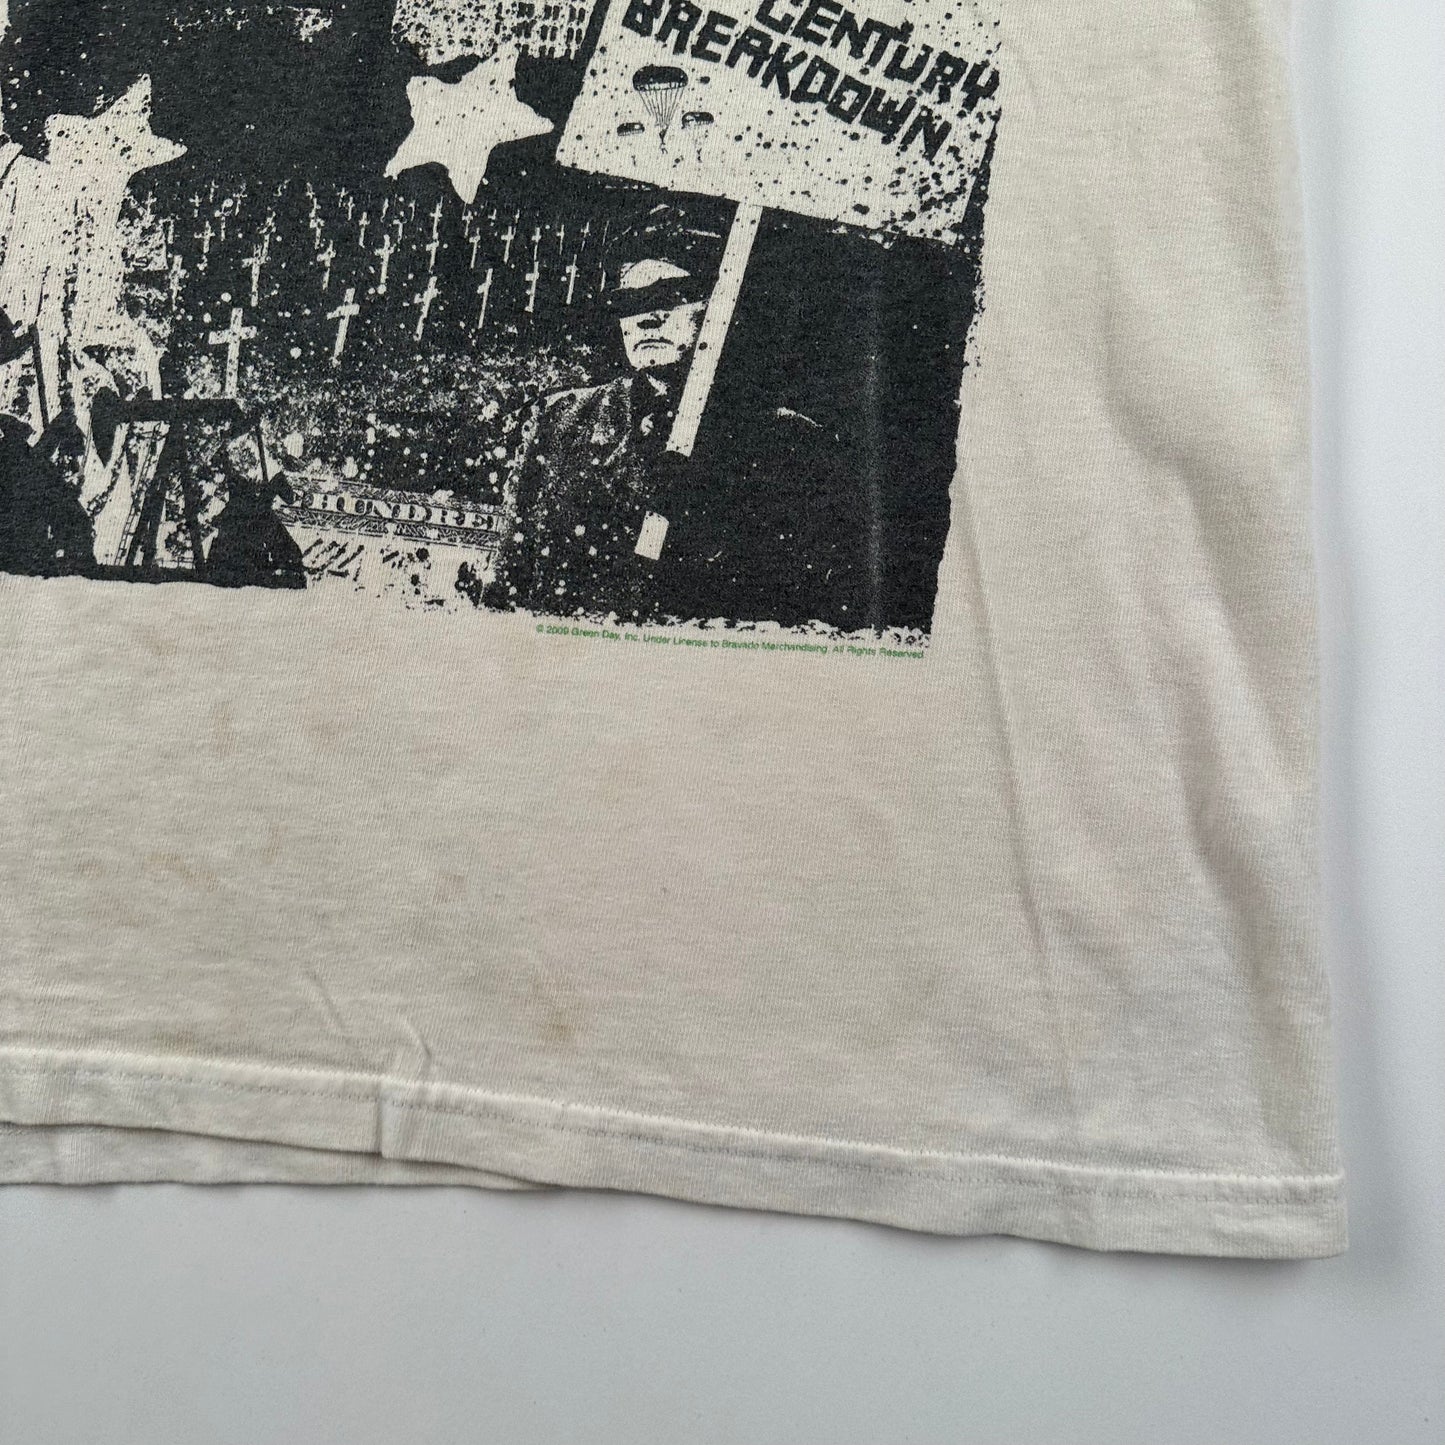 CENTURY
BREAKDOWN
HUNDRE
© 2009 Green Day, Inc. Under License to Bravado Merchandising. All Rights Reserved.